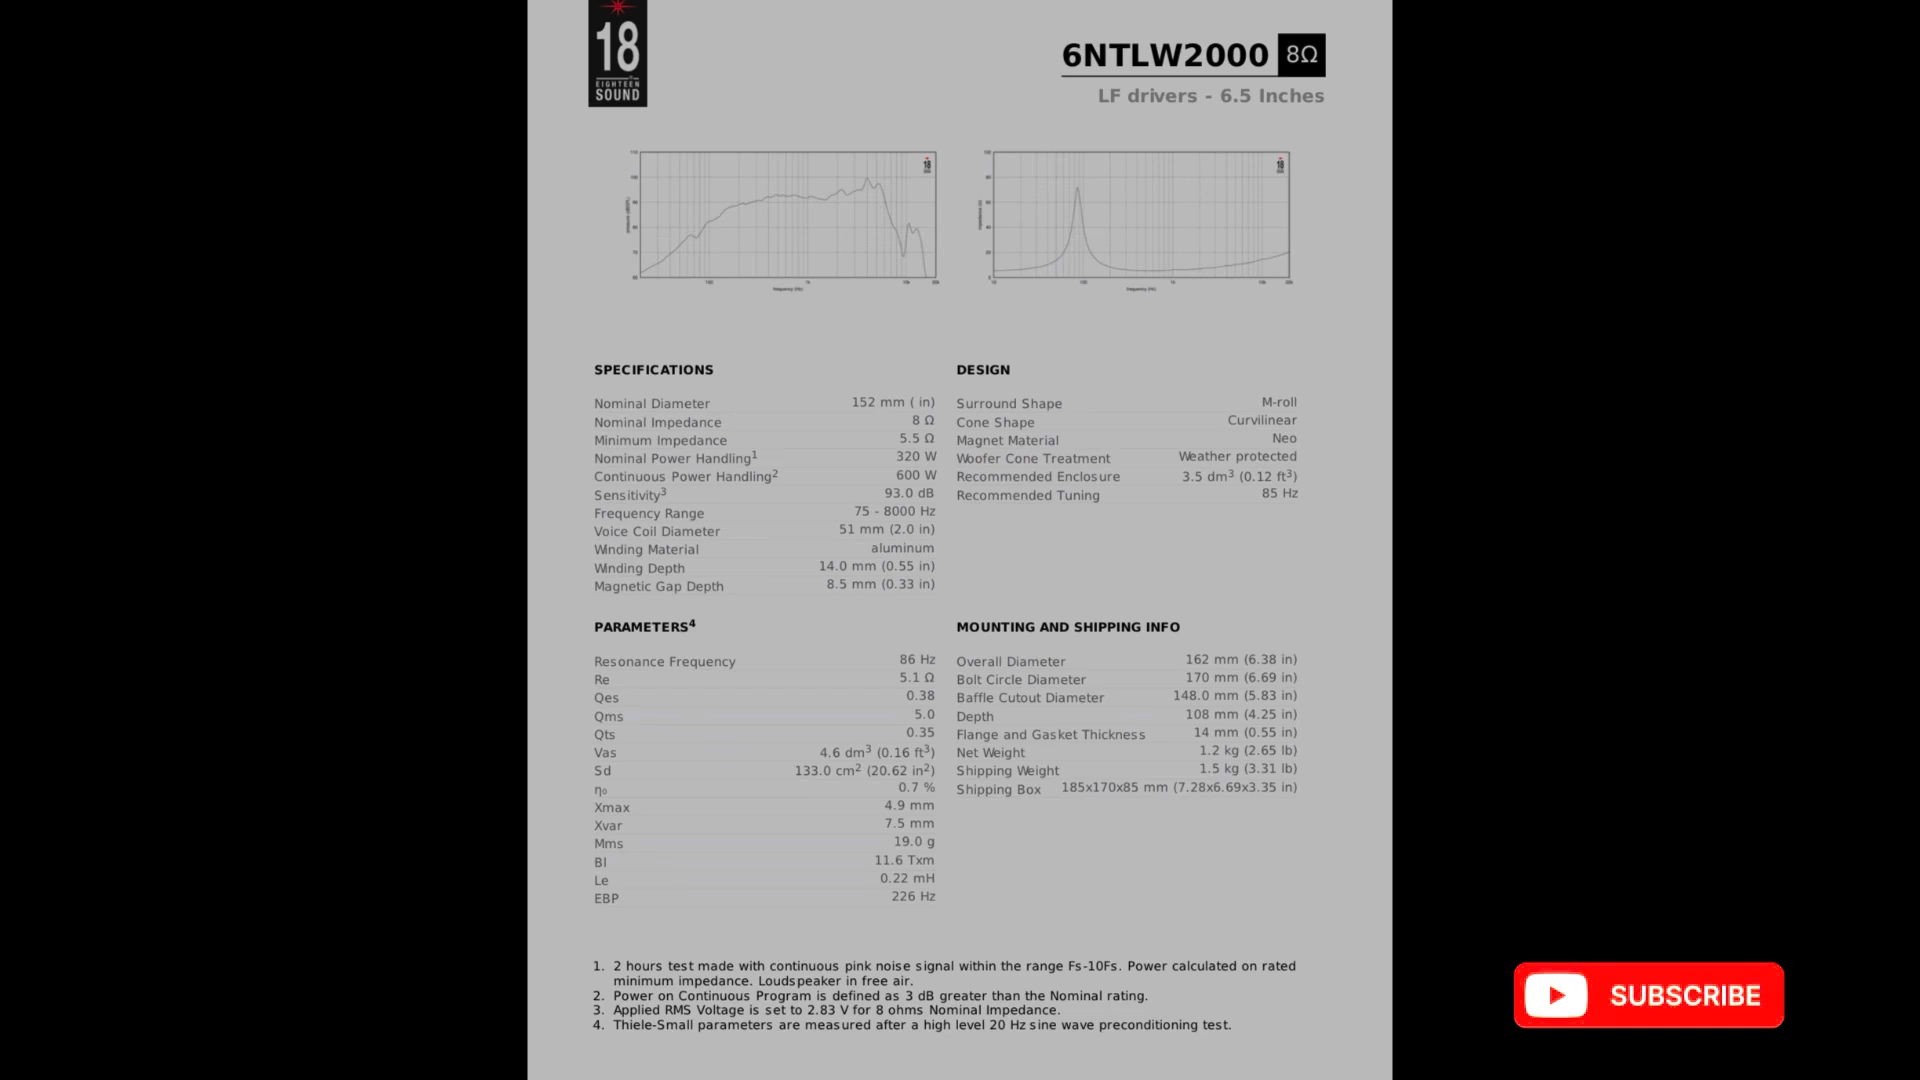 18
EIGHTEEN
SOUND
6NTLW2000 8Ω
LF drivers - 6.5 Inches
frequency (Hz)
frequency (Hz)
SPECIFICATIONS
Nominal Diameter 152 mm ( in)
Nominal Impedance 8 Ω
Minimum Impedance 5.5 Ω
Nominal Power Handling¹ 320 W
Continuous Power Handling² 600 W
Sensitivity³ 93.0 dB
Frequency Range 75 - 8000 Hz
Voice Coil Diameter 51 mm (2.0 in)
Winding Material aluminum
Winding Depth 14.0 mm (0.55 in)
Magnetic Gap Depth 8.5 mm (0.33 in)
DESIGN
Surround Shape M-roll
Cone Shape Curvilinear
Magnet Material Neo
Woofer Cone Treatment Weather protected
Recommended Enclosure 3.5 dm³ (0.12 ft³)
Recommended Tuning 85 Hz
PARAMETERS⁴
Resonance Frequency 86 Hz
Re 5.1 Ω
Qes 0.38
Qms 5.0
Qts 0.35
Vas 4.6 dm³ (0.16 ft³)
Sd 133.0 cm² (20.62 in²)
η₀ 0.7 %
Xmax 4.9 mm
Xvar 7.5 mm
Mms 19.0 g
Bl 11.6 Txm
Le 0.22 mH
EBP 226 Hz
MOUNTING AND SHIPPING INFO
Overall Diameter 162 mm (6.38 in)
Bolt Circle Diameter 170 mm (6.69 in)
Baffle Cutout Diameter 148.0 mm (5.83 in)
Depth 108 mm (4.25 in)
Flange and Gasket Thickness 14 mm (0.55 in)
Net Weight 1.2 kg (2.65 lb)
Shipping Weight 1.5 kg (3.31 lb)
Shipping Box 185x170x85 mm (7.28x6.69x3.35 in)
1. 2 hours test made with continuous pink noise signal within the range Fs-10Fs. Power calculated on rated
minimum impedance. Loudspeaker in free air.
2. Power on Continuous Program is defined as 3 dB greater than the Nominal rating.
3. Applied RMS Voltage is set to 2.83 V for 8 ohms Nominal Impedance.
4. Thiele-Small parameters are measured after a high level 20 Hz sine wave preconditioning test.
SUBSCRIBE